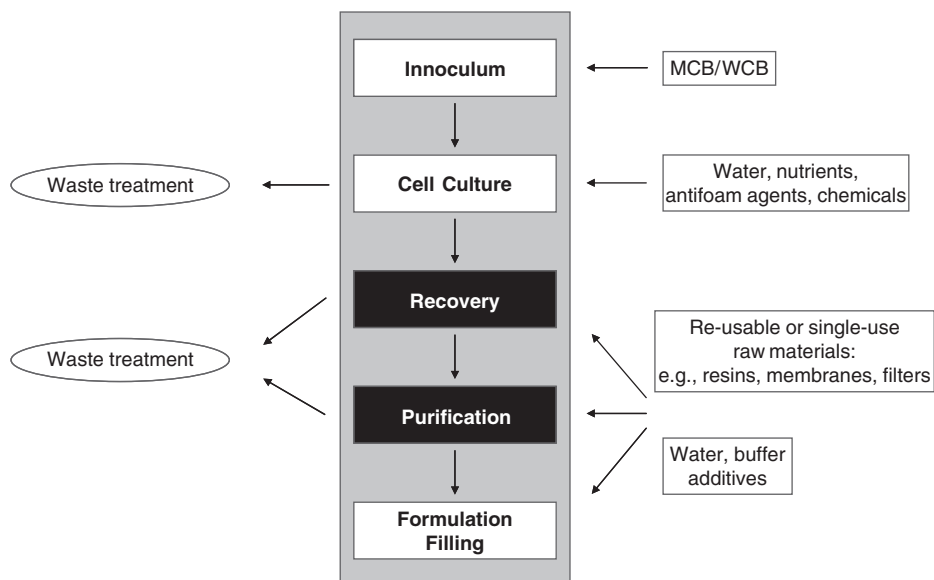 Innoculum
MCB/WCB
Waste treatment
Cell Culture
Water, nutrients,
antifoam agents, chemicals
Recovery
Waste treatment
Re-usable or single-use
raw materials:
e.g., resins, membranes, filters
Purification
Water, buffer
additives
Formulation
Filling